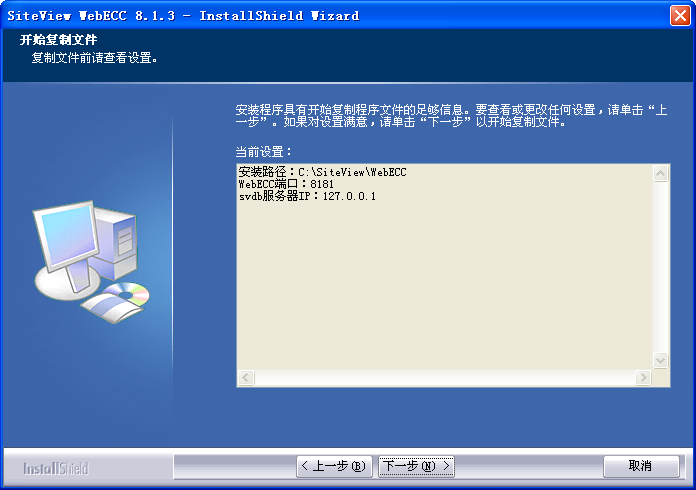 SiteView WebECC 8.1.3 - InstallShield Wizard
开始复制文件
复制文件前请查看设置。
安装程序具有开始复制程序文件的足够信息。要查看或更改任何设置，请单击“上
一步”。如果对设置满意，请单击“下一步”以开始复制文件。
当前设置：
安装路径：C:\SiteView\WebECC
WebECC端口：8181
svdb服务器IP：127.0.0.1
InstallShield
< 上一步(B) 下一步(N) > 取消